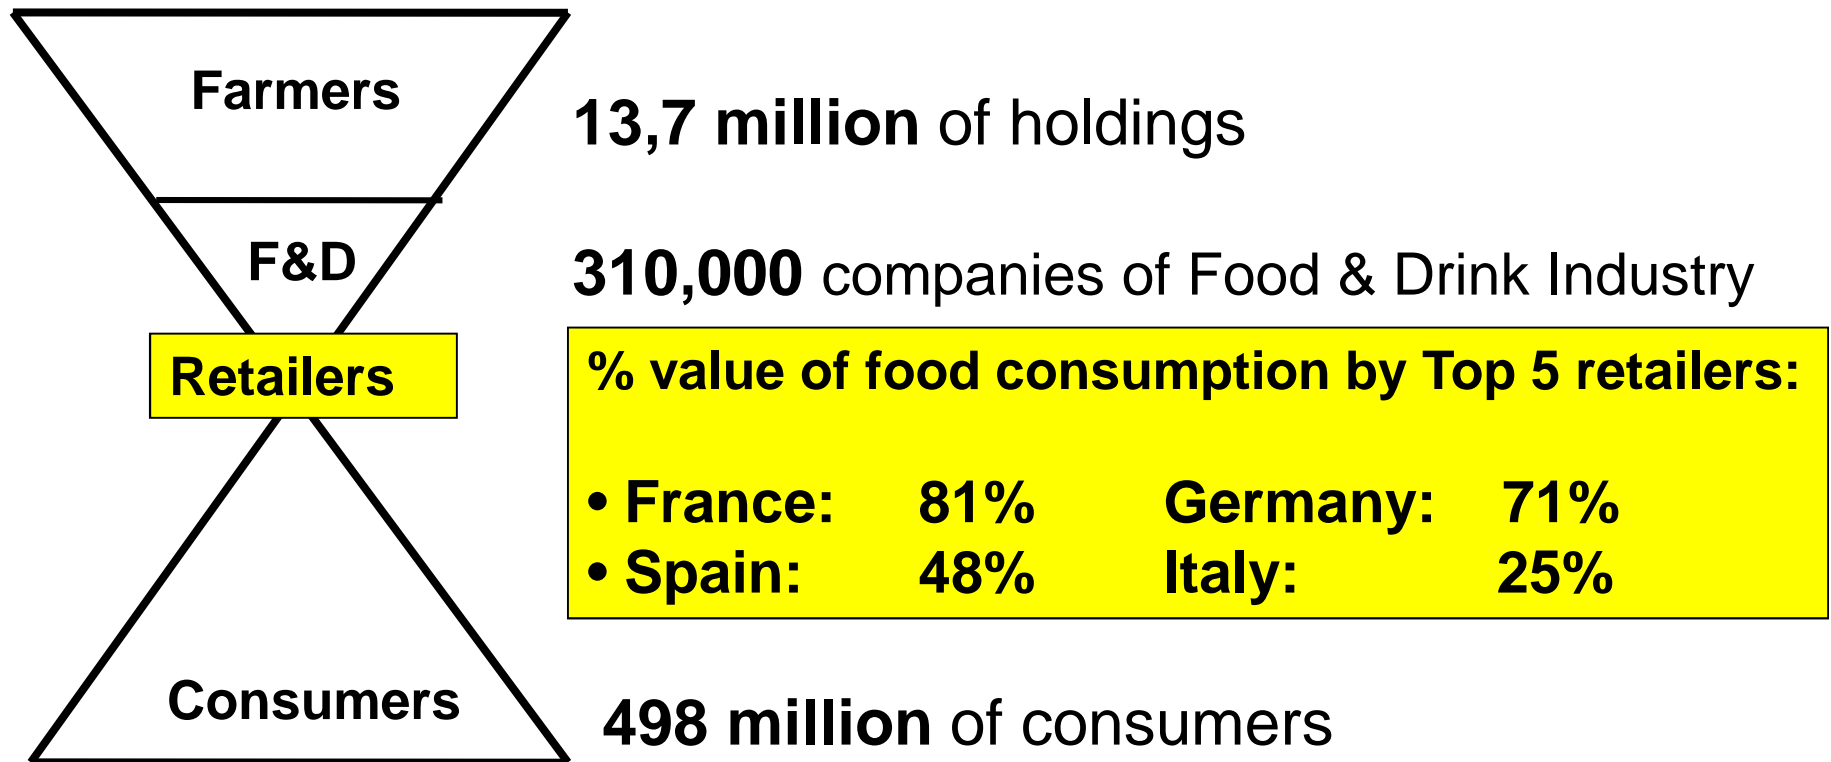 Farmers
13,7 million of holdings
F&D
310,000 companies of Food & Drink Industry
Retailers
% value of food consumption by Top 5 retailers:
• France: 81% Germany: 71%
• Spain: 48% Italy: 25%
Consumers
498 million of consumers